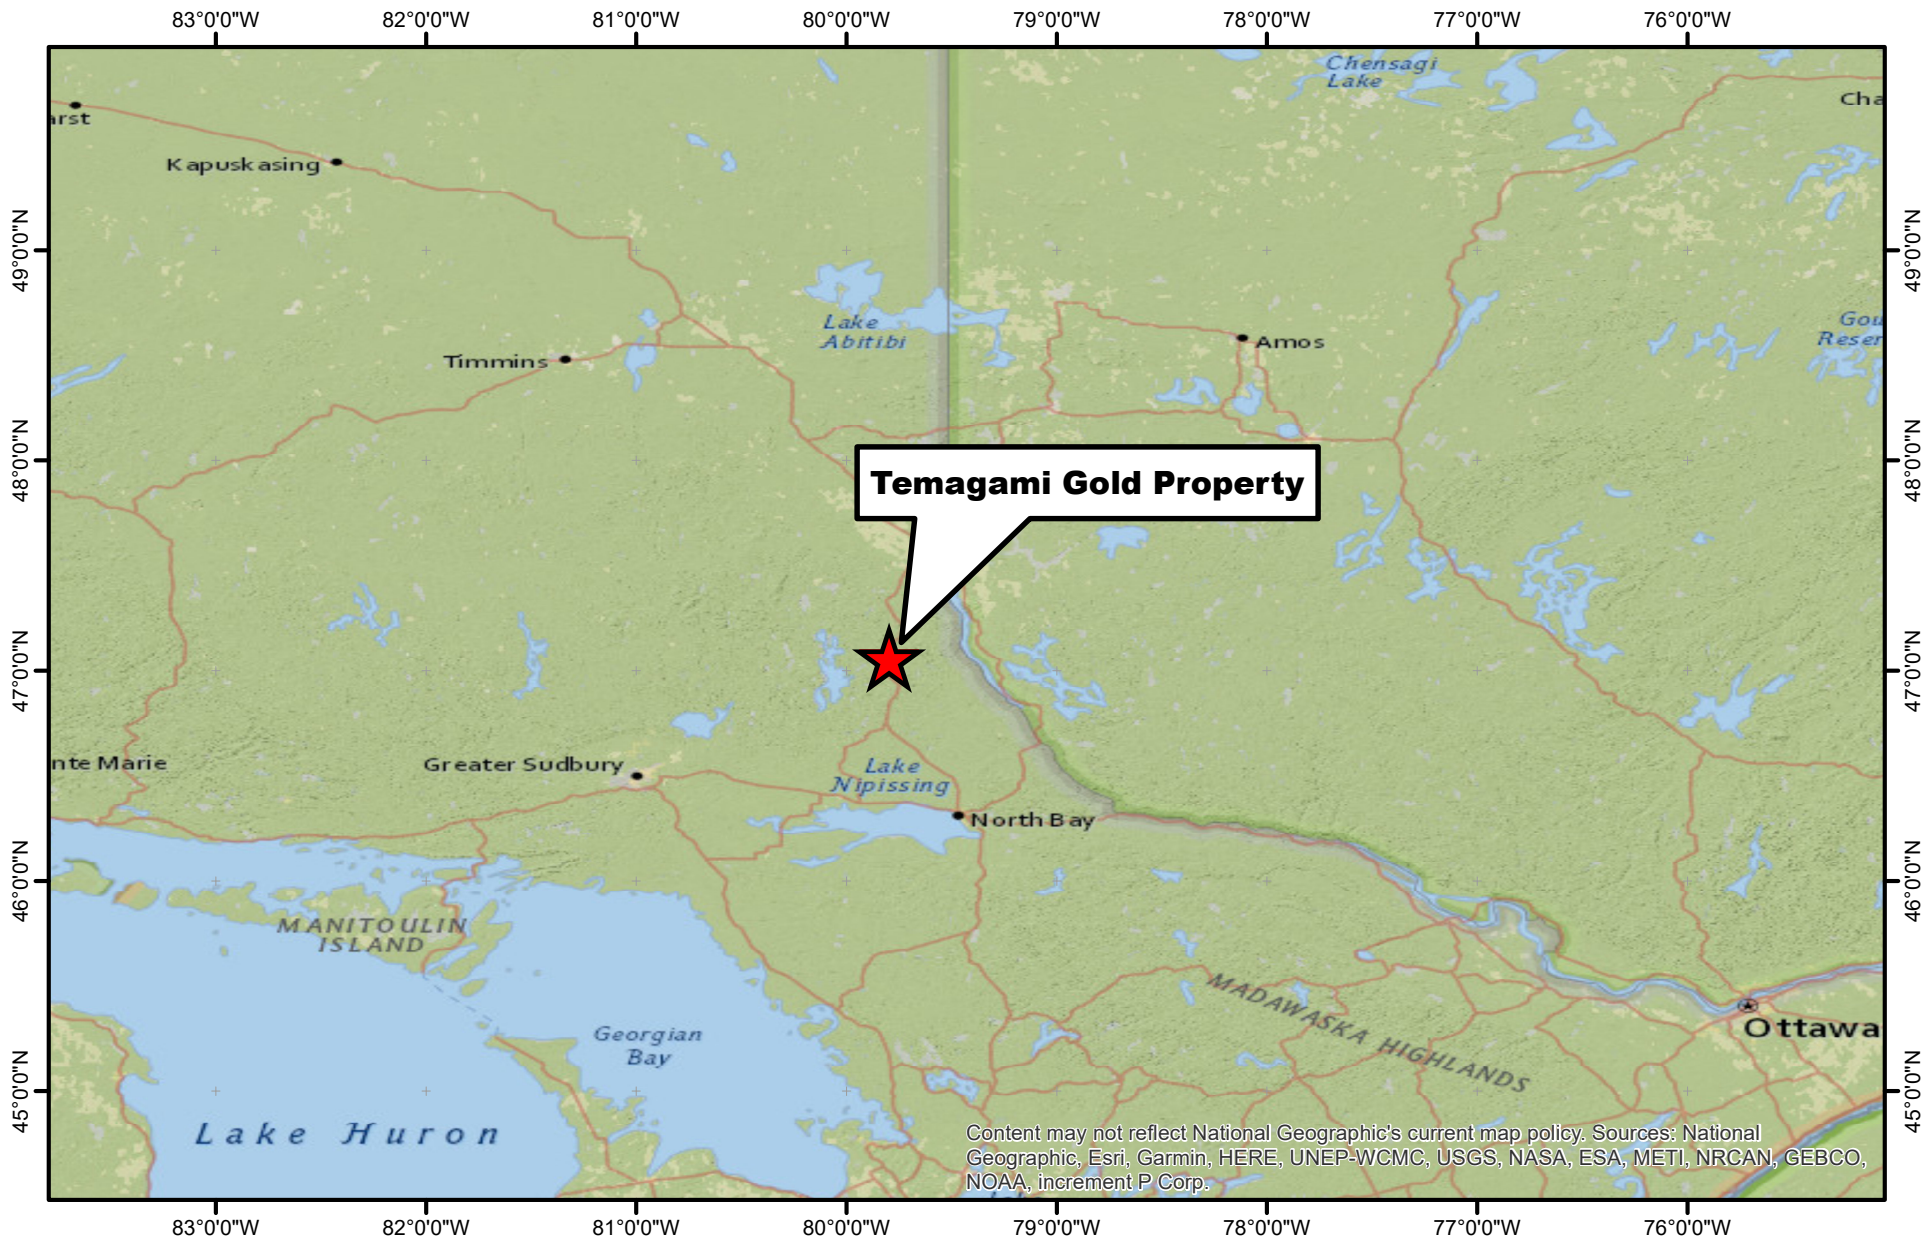 83°0'0"W 82°0'0"W 81°0'0"W 80°0'0"W 79°0'0"W 78°0'0"W 77°0'0"W 76°0'0"W
Chensagi
Lake
Cha
arst
Kapuskasing
49°0'0"N
49°0'0"N
Lake
Abitibi
Gou
Reser
Timmins
Amos
48°0'0"N
48°0'0"N
Temagami Gold Property
47°0'0"N
47°0'0"N
nte Marie
Greater Sudbury
Lake
Nipissing
North Bay
46°0'0"N
46°0'0"N
MANITOULIN
ISLAND
MADAWASKA HIGHLANDS
Ottawa
Georgian
Bay
45°0'0"N
45°0'0"N
Lake Huron
Content may not reflect National Geographic's current map policy. Sources: National
Geographic, Esri, Garmin, HERE, UNEP-WCMC, USGS, NASA, ESA, METI, NRCAN, GEBCO,
NOAA, increment P Corp.
83°0'0"W 82°0'0"W 81°0'0"W 80°0'0"W 79°0'0"W 78°0'0"W 77°0'0"W 76°0'0"W